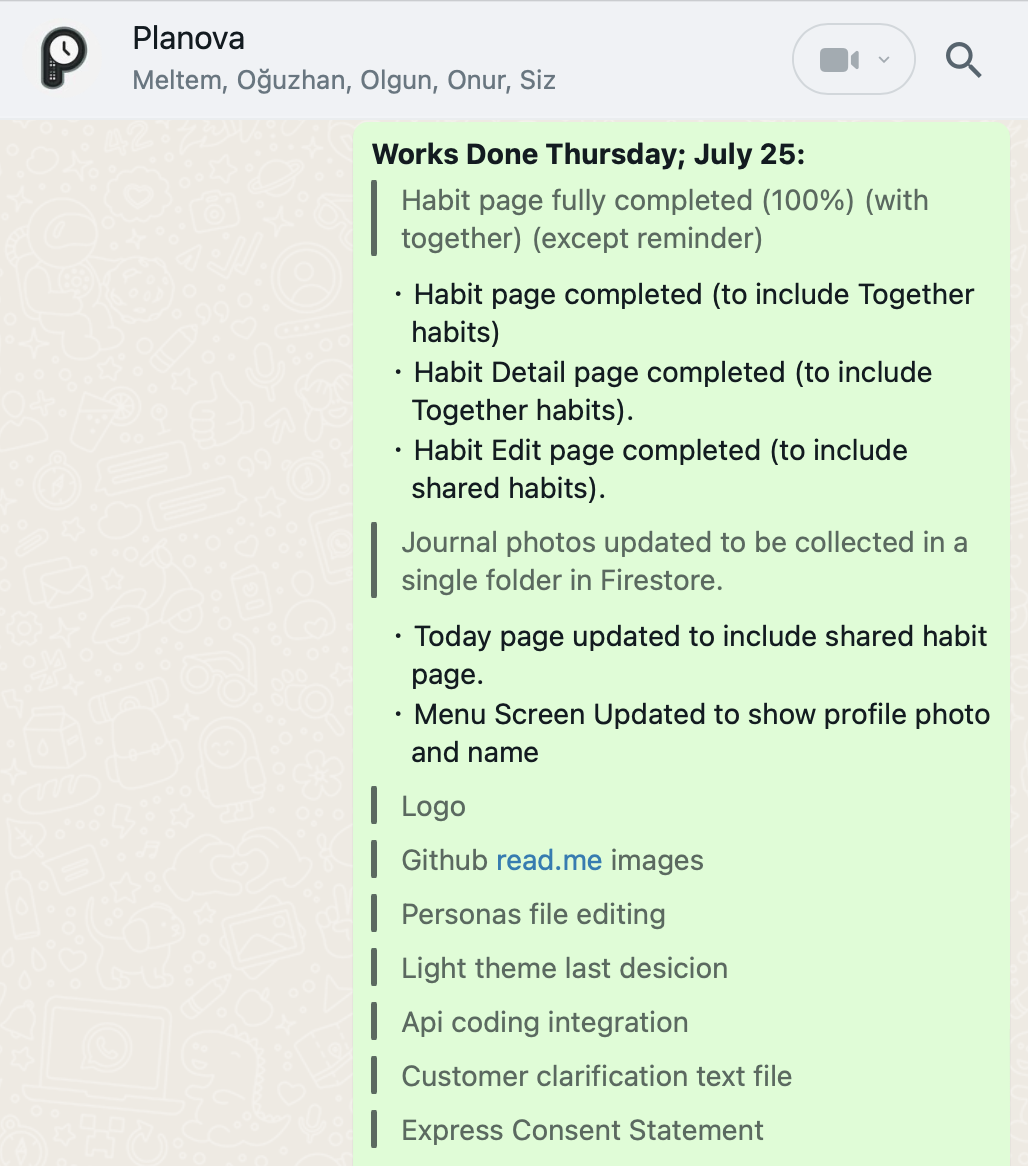 Planova
Meltem, Oğuzhan, Olgun, Onur, Siz
Works Done Thursday; July 25:
Habit page fully completed (100%) (with
together) (except reminder)
· Habit page completed (to include Together
habits)
· Habit Detail page completed (to include
Together habits).
· Habit Edit page completed (to include
shared habits).
Journal photos updated to be collected in a
single folder in Firestore.
· Today page updated to include shared habit
page.
· Menu Screen Updated to show profile photo
and name
Logo
Github read.me images
Personas file editing
Light theme last desicion
Api coding integration
Customer clarification text file
Express Consent Statement